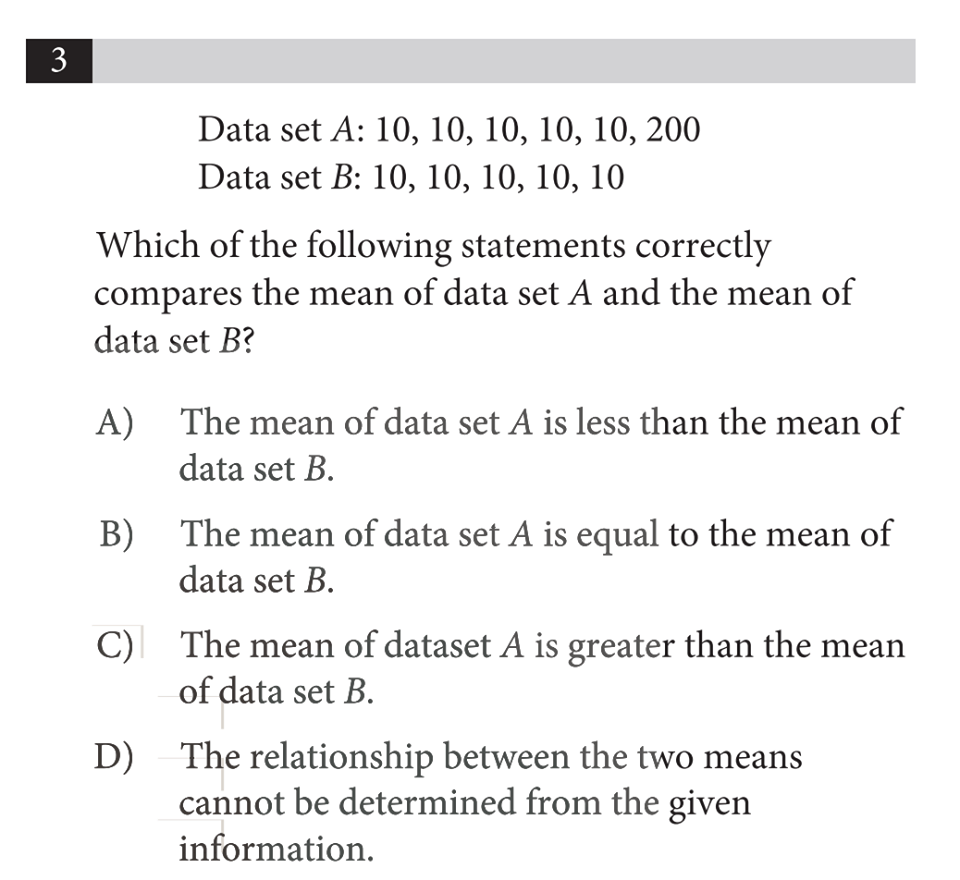 3
Data set A: 10, 10, 10, 10, 10, 200
Data set B: 10, 10, 10, 10, 10
Which of the following statements correctly
compares the mean of data set A and the mean of
data set B?
A) The mean of data set A is less than the mean of
data set B.
B) The mean of data set A is equal to the mean of
data set B.
C) The mean of dataset A is greater than the mean
of data set B.
D) The relationship between the two means
cannot be determined from the given
information.